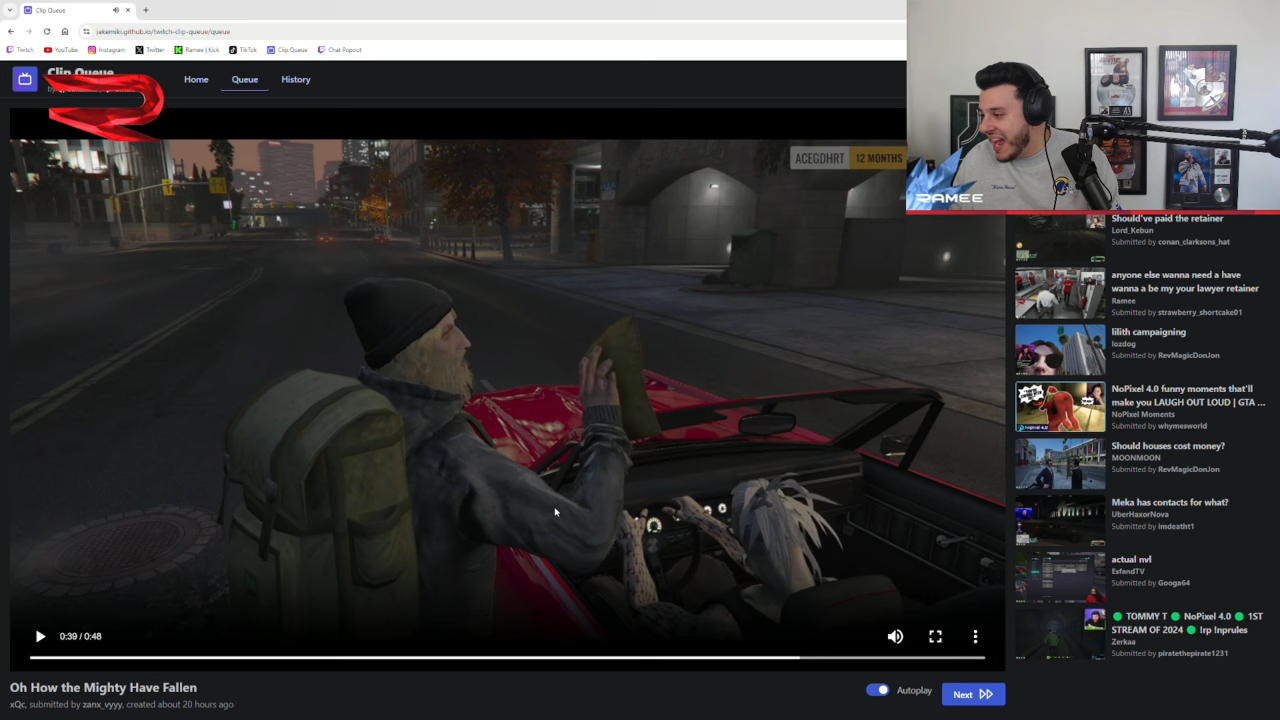 Clip Queue
jakemiki.github.io/twitch-clip-queue/queue
Twitch
YouTube
Instagram
Twitter
Ramee | Kick
TikTok
Clip Queue
Chat Popout
Clip Queue
Home
Queue
History
ACEGDHRT 12 MONTHS
RAMEE
Should've paid the retainer
Lord_Kebun
Submitted by conan_clarksons_hat
anyone else wanna need a have
wanna a be my your lawyer retainer
Ramee
Submitted by strawberry_shortcake01
lilith campaigning
lozdog
Submitted by RevMagicDonJon
NoPixel 4.0 funny moments that'll
make you LAUGH OUT LOUD | GTA ...
NoPixel Moments
Submitted by whymesworld
Should houses cost money?
MOONMOON
Submitted by RevMagicDonJon
Meka has contacts for what?
UberHaxorNova
Submitted by imdeatht1
actual nvl
EsfandTV
Submitted by Googa64
TOMMY T NoPixel 4.0 1ST
STREAM OF 2024 !rp !nprules
Zerkaa
Submitted by piratethepirate1231
0:39 / 0:48
Oh How the Mighty Have Fallen
xQc, submitted by zanx_vyyy, created about 20 hours ago
Autoplay
Next